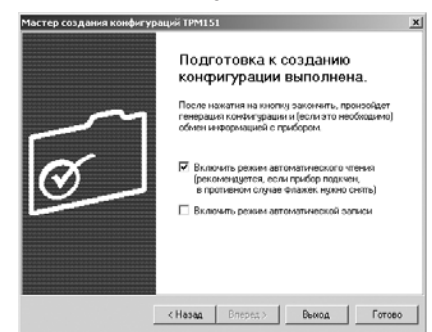 Мастер создания конфигураций ТРМ151
Подготовка к созданию
конфигурации выполнена.
После нажатия на кнопку закончить, произойдет
генерация конфигурации и (если это необходимо)
обмен информацией с прибором.
Включить режим автоматического чтения
(рекомендуется, если прибор подкчен,
в противном случае флажек нужно снять)
Включить режим автоматической записи
< Назад
Вперед >
Выход
Готово